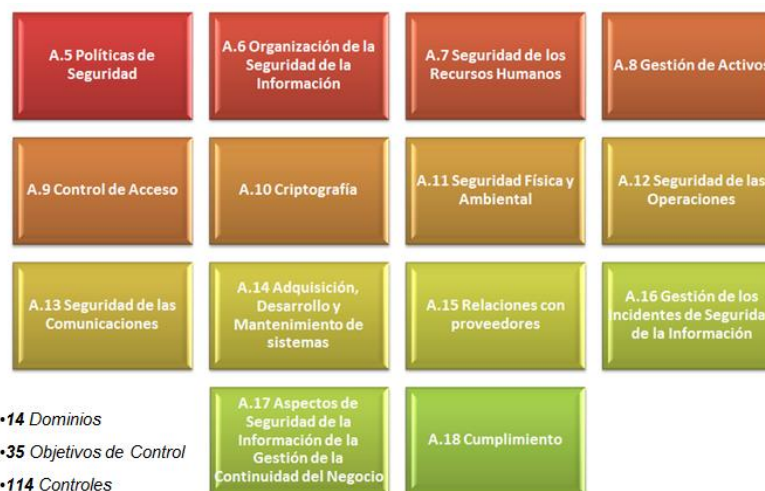 A.5 Políticas de
Seguridad
A.6 Organización de la
Seguridad de la
Información
A.7 Seguridad de los
Recursos Humanos
A.8 Gestión de Activos
A.9 Control de Acceso
A.10 Criptografía
A.11 Seguridad Física y
Ambiental
A.12 Seguridad de las
Operaciones
A.13 Seguridad de las
Comunicaciones
A.14 Adquisición,
Desarrollo y
Mantenimiento de
sistemas
A.15 Relaciones con
proveedores
A.16 Gestión de los
Incidentes de Seguridad
de la Información
A.17 Aspectos de
Seguridad de la
Información de la
Gestión de la
Continuidad del Negocio
A.18 Cumplimiento
•14 Dominios
•35 Objetivos de Control
•114 Controles